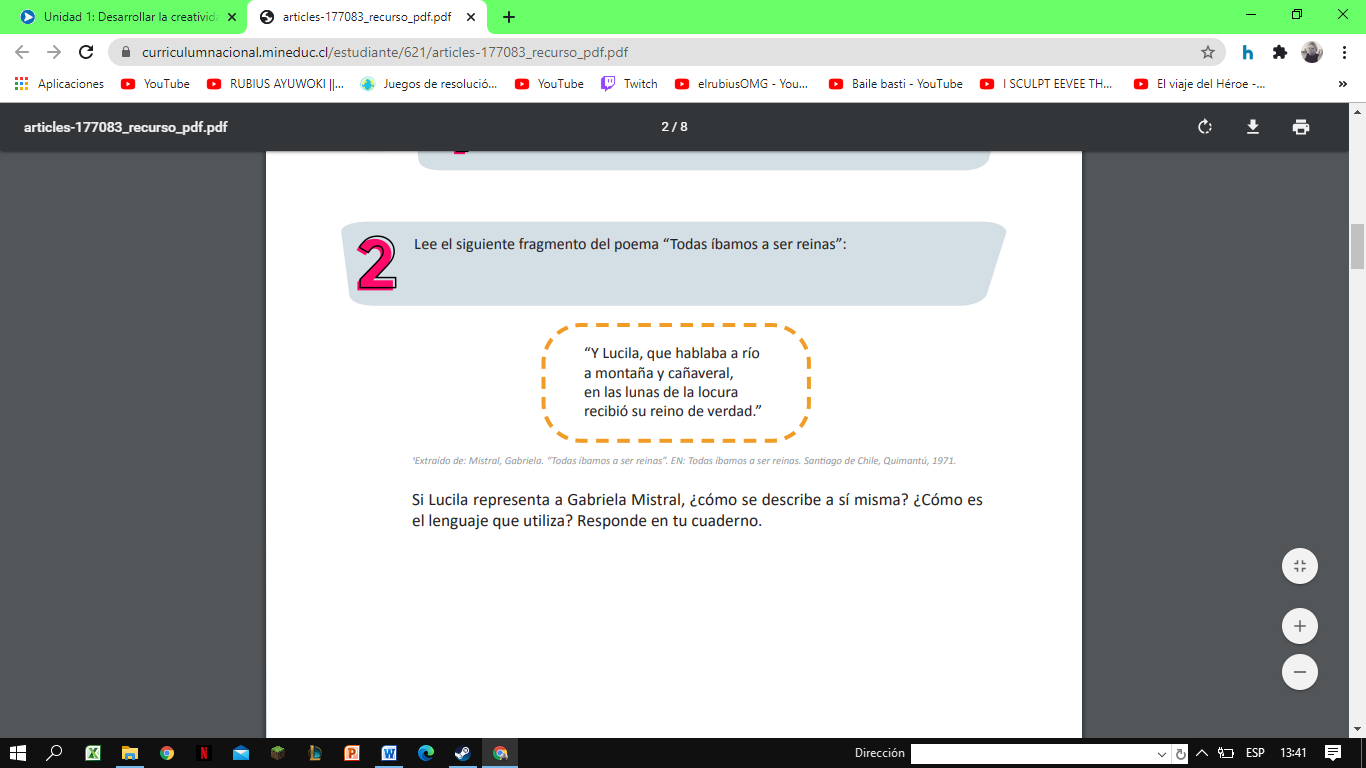 Unidad 1: Desarrollar la creativida
articles-177083_recurso_pdf.pdf
curriculumnacional.mineduc.cl/estudiante/621/articles-177083_recurso_pdf.pdf
Aplicaciones YouTube RUBIUS AYUWOKI ||... Juegos de resolució... YouTube Twitch elrubiusOMG - You... Baile basti - YouTube I SCULPT EEVEE TH... El viaje del Héroe -... »
articles-177083_recurso_pdf.pdf 2 / 8
2 Lee el siguiente fragmento del poema “Todas íbamos a ser reinas”:
“Y Lucila, que hablaba a río
a montaña y cañaveral,
en las lunas de la locura
recibió su reino de verdad.”
¹Extraído de: Mistral, Gabriela. “Todas íbamos a ser reinas”. EN: Todas íbamos a ser reinas. Santiago de Chile, Quimantú, 1971.
Si Lucila representa a Gabriela Mistral, ¿cómo se describe a sí misma? ¿Cómo es
el lenguaje que utiliza? Responde en tu cuaderno.
Dirección ESP 13:41